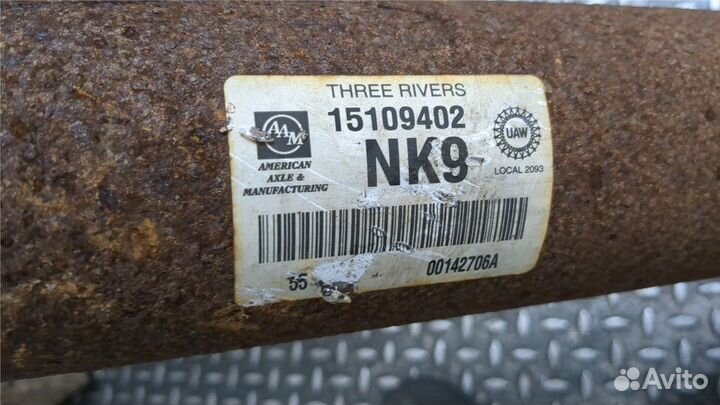 THREE RIVERS
15109402
NK9
AAM
AMERICAN
AXLE &
MANUFACTURING
UAW
LOCAL 2093
55
00142706A
Avito